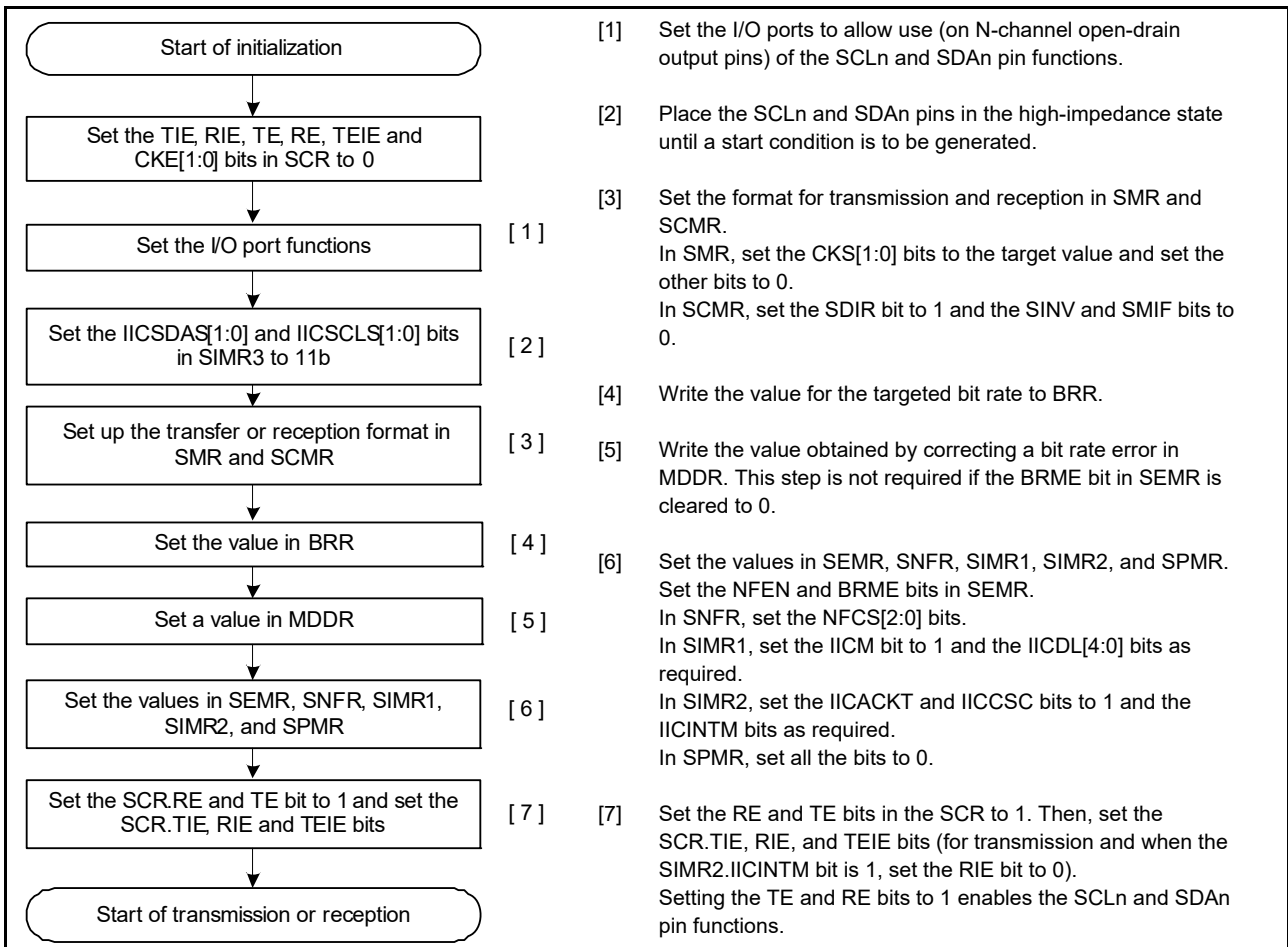 Start of initialization
Set the TIE, RIE, TE, RE, TEIE and
CKE[1:0] bits in SCR to 0
Set the I/O port functions
[ 1 ]
Set the IICSDAS[1:0] and IICSCLS[1:0] bits
in SIMR3 to 11b
[ 2 ]
Set up the transfer or reception format in
SMR and SCMR
[ 3 ]
Set the value in BRR
[ 4 ]
Set a value in MDDR
[ 5 ]
Set the values in SEMR, SNFR, SIMR1,
SIMR2, and SPMR
[ 6 ]
Set the SCR.RE and TE bit to 1 and set the
SCR.TIE, RIE and TEIE bits
[ 7 ]
Start of transmission or reception
[1] Set the I/O ports to allow use (on N-channel open-drain
output pins) of the SCLn and SDAn pin functions.
[2] Place the SCLn and SDAn pins in the high-impedance state
until a start condition is to be generated.
[3] Set the format for transmission and reception in SMR and
SCMR.
In SMR, set the CKS[1:0] bits to the target value and set the
other bits to 0.
In SCMR, set the SDIR bit to 1 and the SINV and SMIF bits to
0.
[4] Write the value for the targeted bit rate to BRR.
[5] Write the value obtained by correcting a bit rate error in
MDDR. This step is not required if the BRME bit in SEMR is
cleared to 0.
[6] Set the values in SEMR, SNFR, SIMR1, SIMR2, and SPMR.
Set the NFEN and BRME bits in SEMR.
In SNFR, set the NFCS[2:0] bits.
In SIMR1, set the IICM bit to 1 and the IICDL[4:0] bits as
required.
In SIMR2, set the IICACKT and IICCSC bits to 1 and the
IICINTM bits as required.
In SPMR, set all the bits to 0.
[7] Set the RE and TE bits in the SCR to 1. Then, set the
SCR.TIE, RIE, and TEIE bits (for transmission and when the
SIMR2.IICINTM bit is 1, set the RIE bit to 0).
Setting the TE and RE bits to 1 enables the SCLn and SDAn
pin functions.